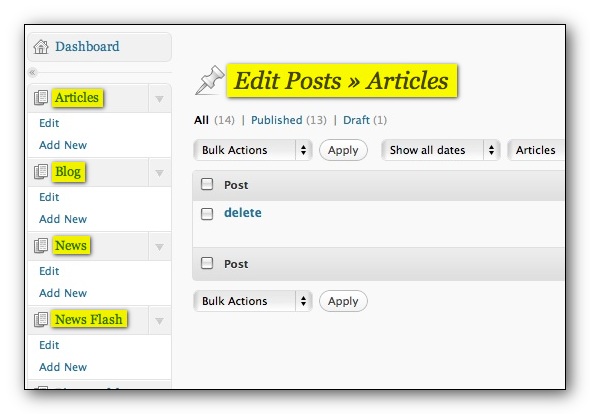 Dashboard
Articles
Edit
Add New
Blog
Edit
Add New
News
Edit
Add New
News Flash
Edit
Add New
Edit Posts » Articles
All (14) | Published (13) | Draft (1)
Bulk Actions Apply Show all dates Articles
Post
delete
Post
Bulk Actions Apply